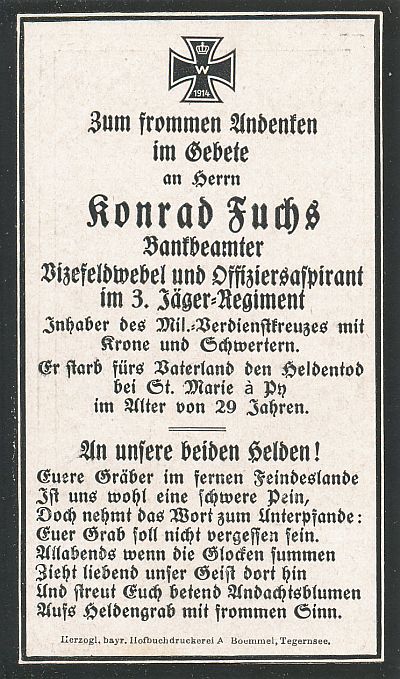 W
1914
Zum frommen Andenken
im Gebete
an Herrn
Konrad Fuchs
Bankbeamter
Vizefeldwebel und Offiziersaspirant
im 3. Jäger-Regiment
Inhaber des Mil.-Verdienstkreuzes mit
Krone und Schwertern.
Er starb fürs Vaterland den Heldentod
bei St. Marie à Py
im Alter von 29 Jahren.
An unsere beiden Helden!
Euere Gräber im fernen Feindeslande
Ist uns wohl eine schwere Pein,
Doch nehmt das Wort zum Unterpfande:
Euer Grab soll nicht vergessen sein.
Allabends wenn die Glocken summen
Zieht liebend unser Geist dort hin
Und streut Euch betend Andachtsblumen
Aufs Heldengrab mit frommen Sinn.
Herzogl. bayr. Hofbuchdruckerei A. Boemmel, Tegernsee.